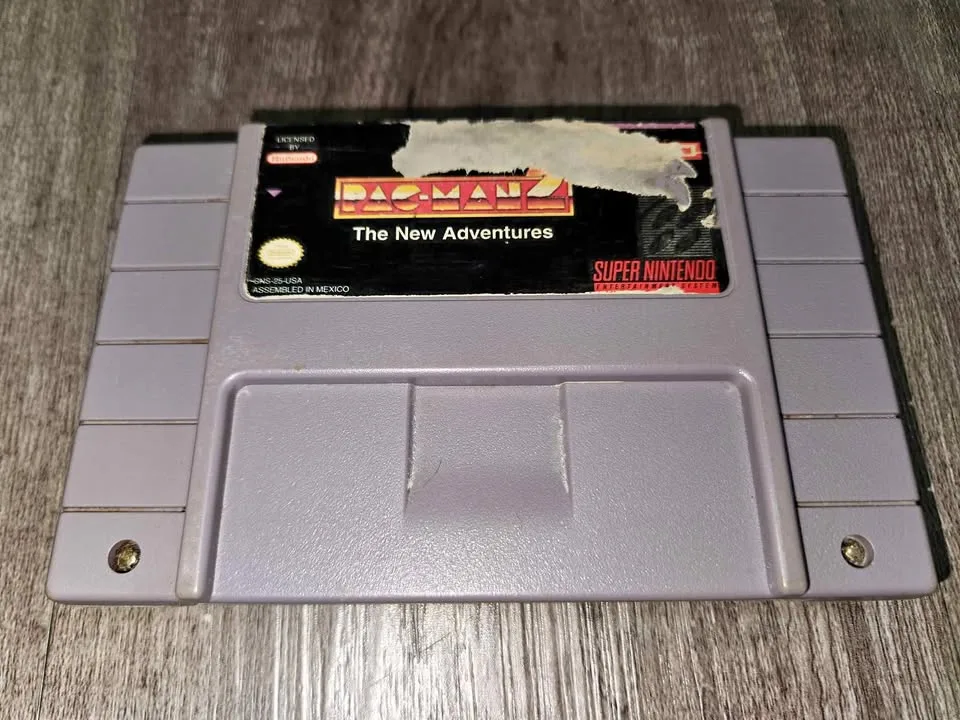 LICENSED
BY
Nintendo
PAC-MAN 2
The New Adventures
SNS-25-USA
ASSEMBLED IN MEXICO
SUPER NINTENDO
ENTERTAINMENT SYSTEM